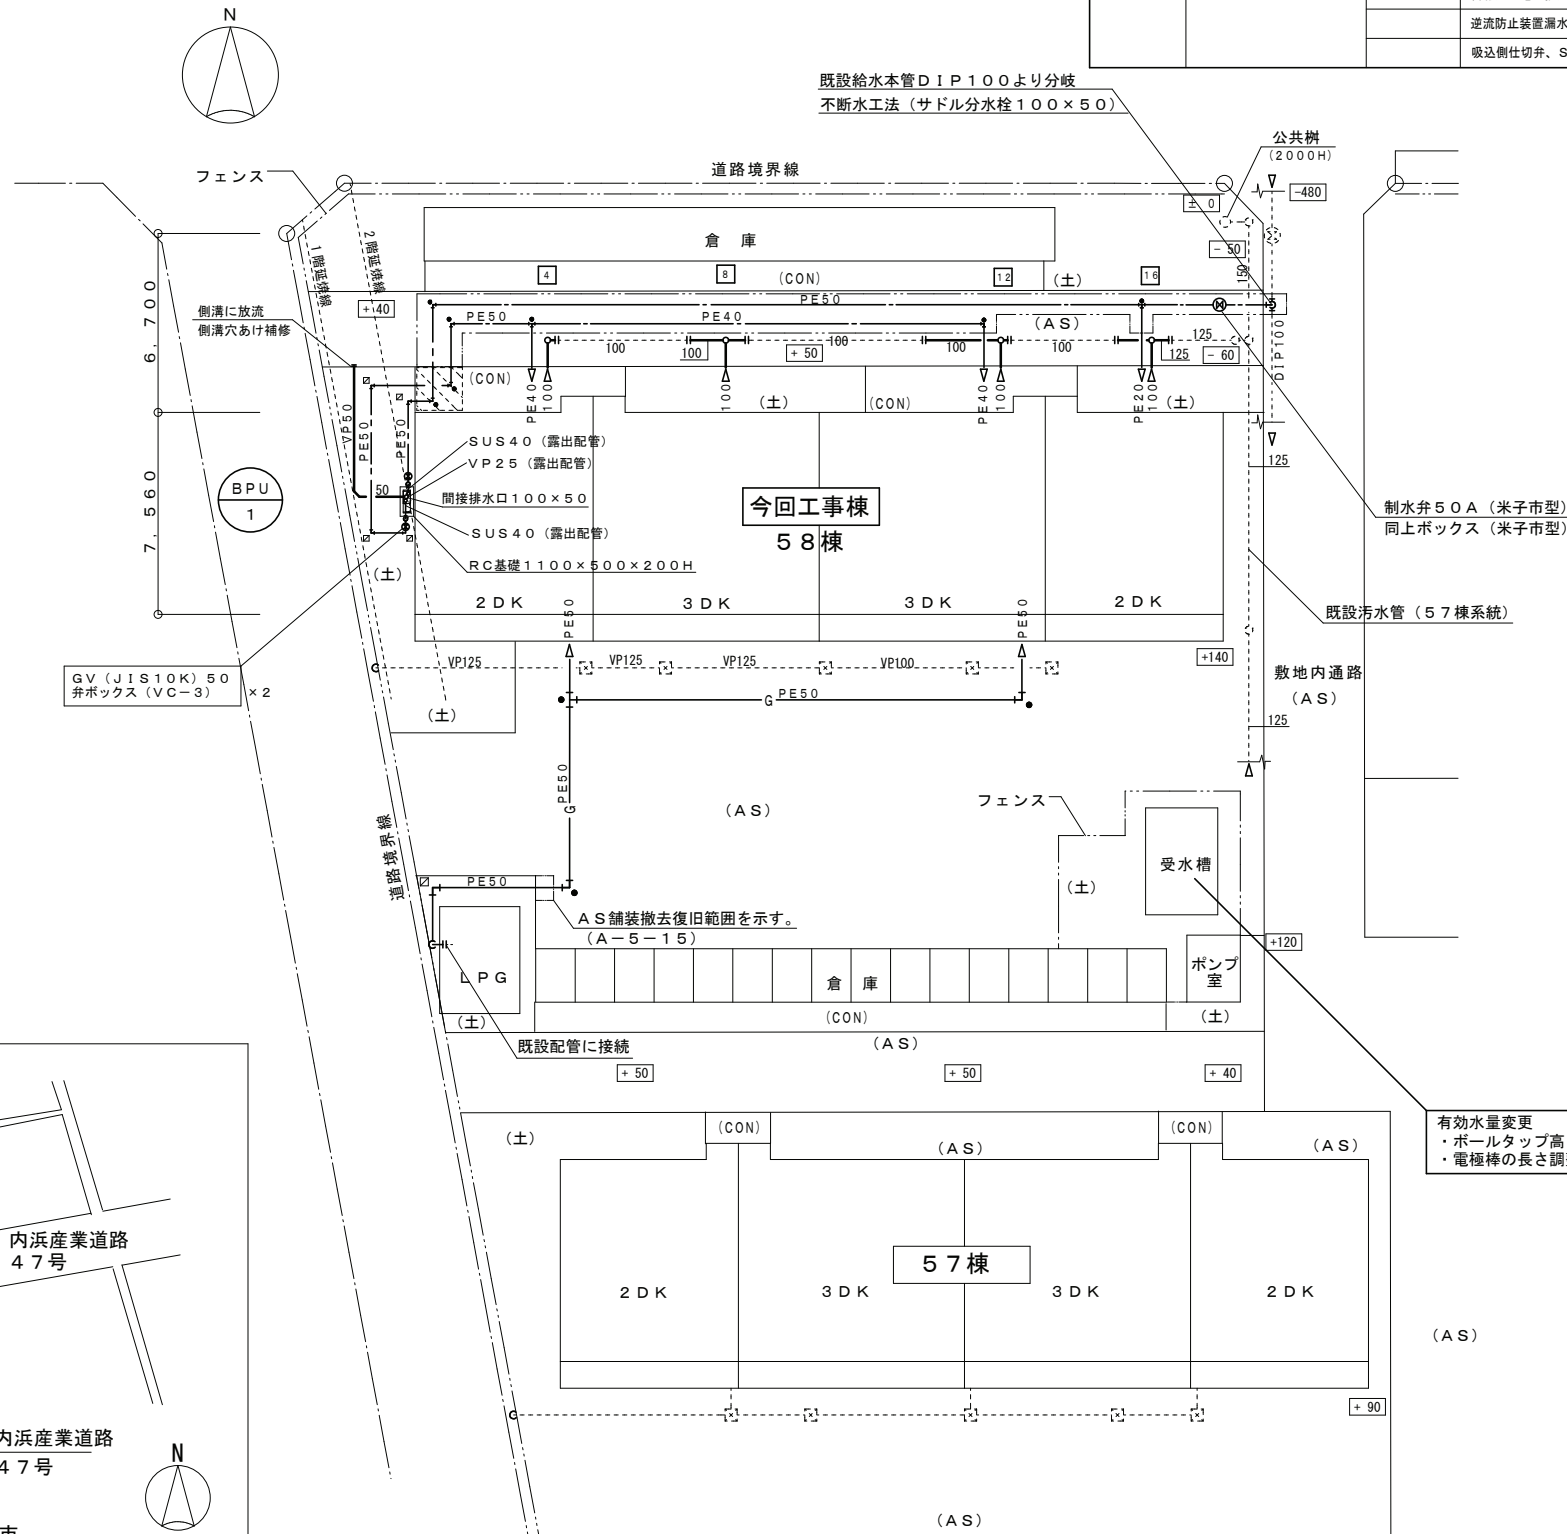 逆流防止装置漏水
吸込側仕切弁、S
N
既設給水本管DIP100より分岐
不断水工法(サドル分水栓100×50)
公共桝
(2000H)
道路境界線
フェンス
-480
± 0
倉 庫
- 50
150
1階延焼線
2階延焼線
4
8
(CON)
12
(土)
16
+ 40
PE50
側溝に放流
側溝穴あけ補修
6,700
PE50
PE40
(AS)
125
DIP100
100
100
+ 50
100
100
100
125
- 60
(CON)
PE40
100
100
(土)
(CON)
PE40
100
PE20
100
(土)
VP50
PE50
PE50
SUS40(露出配管)
VP25(露出配管)
125
7,560
BPU
1
50
間接排水口100×50
今回工事棟
58棟
制水弁50A(米子市型)
同上ボックス(米子市型)
SUS40(露出配管)
RC基礎1100×500×200H
(土)
2DK
3DK
3DK
2DK
既設汚水管(57棟系統)
PE50
PE50
VP125
VP125
VP125
VP100
+140
敷地内通路
(AS)
GV(JIS10K)50
弁ボックス(VC-3)
×2
G
PE50
(土)
125
PE50
G
(AS)
フェンス
道路境界線
受水槽
(土)
PE50
AS舗装撤去復旧範囲を示す。
(A-5-15)
+120
LPG
倉 庫
ポンプ
室
(土)
(CON)
(土)
既設配管に接続
(AS)
+ 50
+ 50
+ 40
有効水量変更
・ボールタップ高
・電極棒の長さ調
(土)
(CON)
(AS)
(CON)
(AS)
内浜産業道路
47号
57棟
2DK
3DK
3DK
2DK
(AS)
+ 90
内浜産業道路
47号
N
(AS)